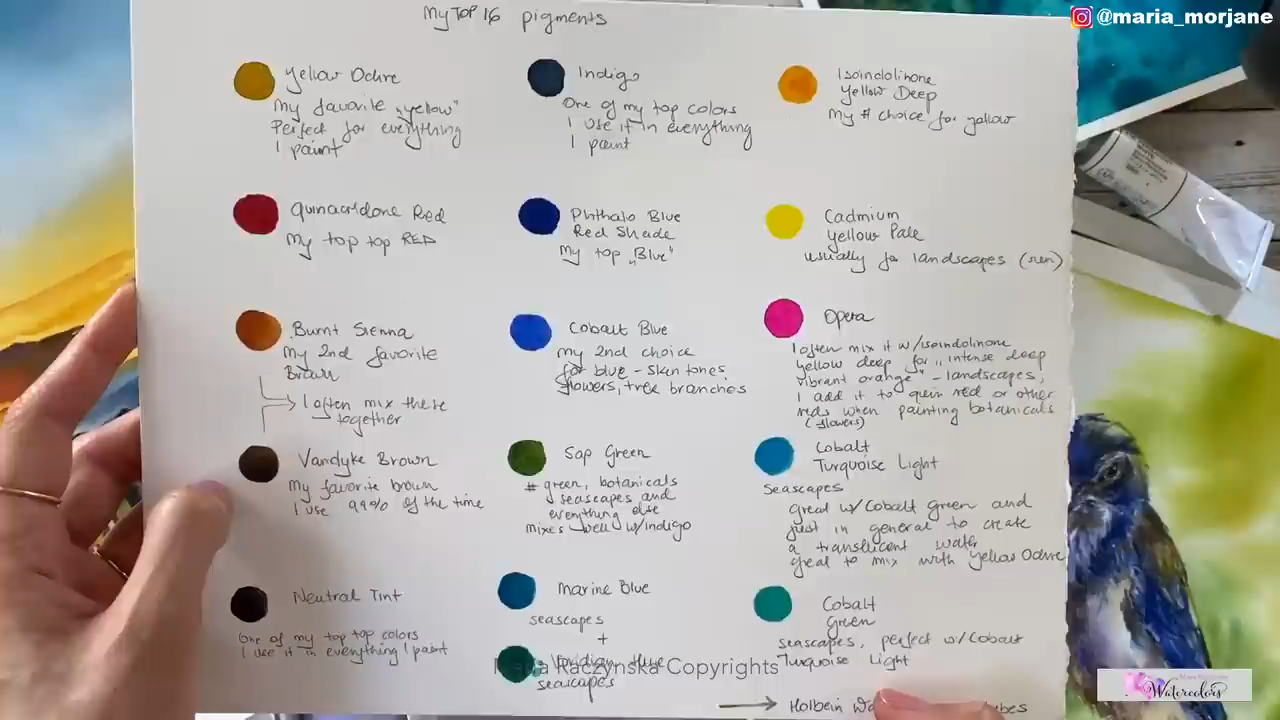 @maria_morjane
My TOP 16 pigments
Yellow Ochre
My favorite „yellow"
Perfect for everything
I paint
Quinacridone Red
My top top RED
Burnt Sienna
My 2nd favorite
Brown
I often mix these
together
Vandyke Brown
My favorite brown
I use 99% of the time
Neutral Tint
One of my top top colors
I use it in everything I paint
Indigo
One of my top colors
I use it in everything
I paint
Phthalo Blue
Red Shade
My top „Blue"
Cobalt Blue
my 2nd choice
for blue - skin tones,
flowers, tree branches
Sap Green
# green, botanicals
seascapes and
everything else
mixes well w/indigo
Marine Blue
seascapes
+
Viridian Hue
seascapes
Isoindolinone
Yellow Deep
My # choice for yellow
Cadmium
Yellow Pale
usually for landscapes (sun)
Opera
I often mix it w/isoindolinone
yellow deep for „intense deep
vibrant orange" - landscapes,
I add it to quin red or other
reds when painting botanicals
(flowers)
Cobalt
Turquoise Light
seascapes
great w/Cobalt Green and
just in general to create
a translucent water
great to mix with Yellow Ochre
Cobalt
Green
seascapes, perfect w/Cobalt
Turquoise Light
Holbein
Raczynska Copyrights
Watercolors